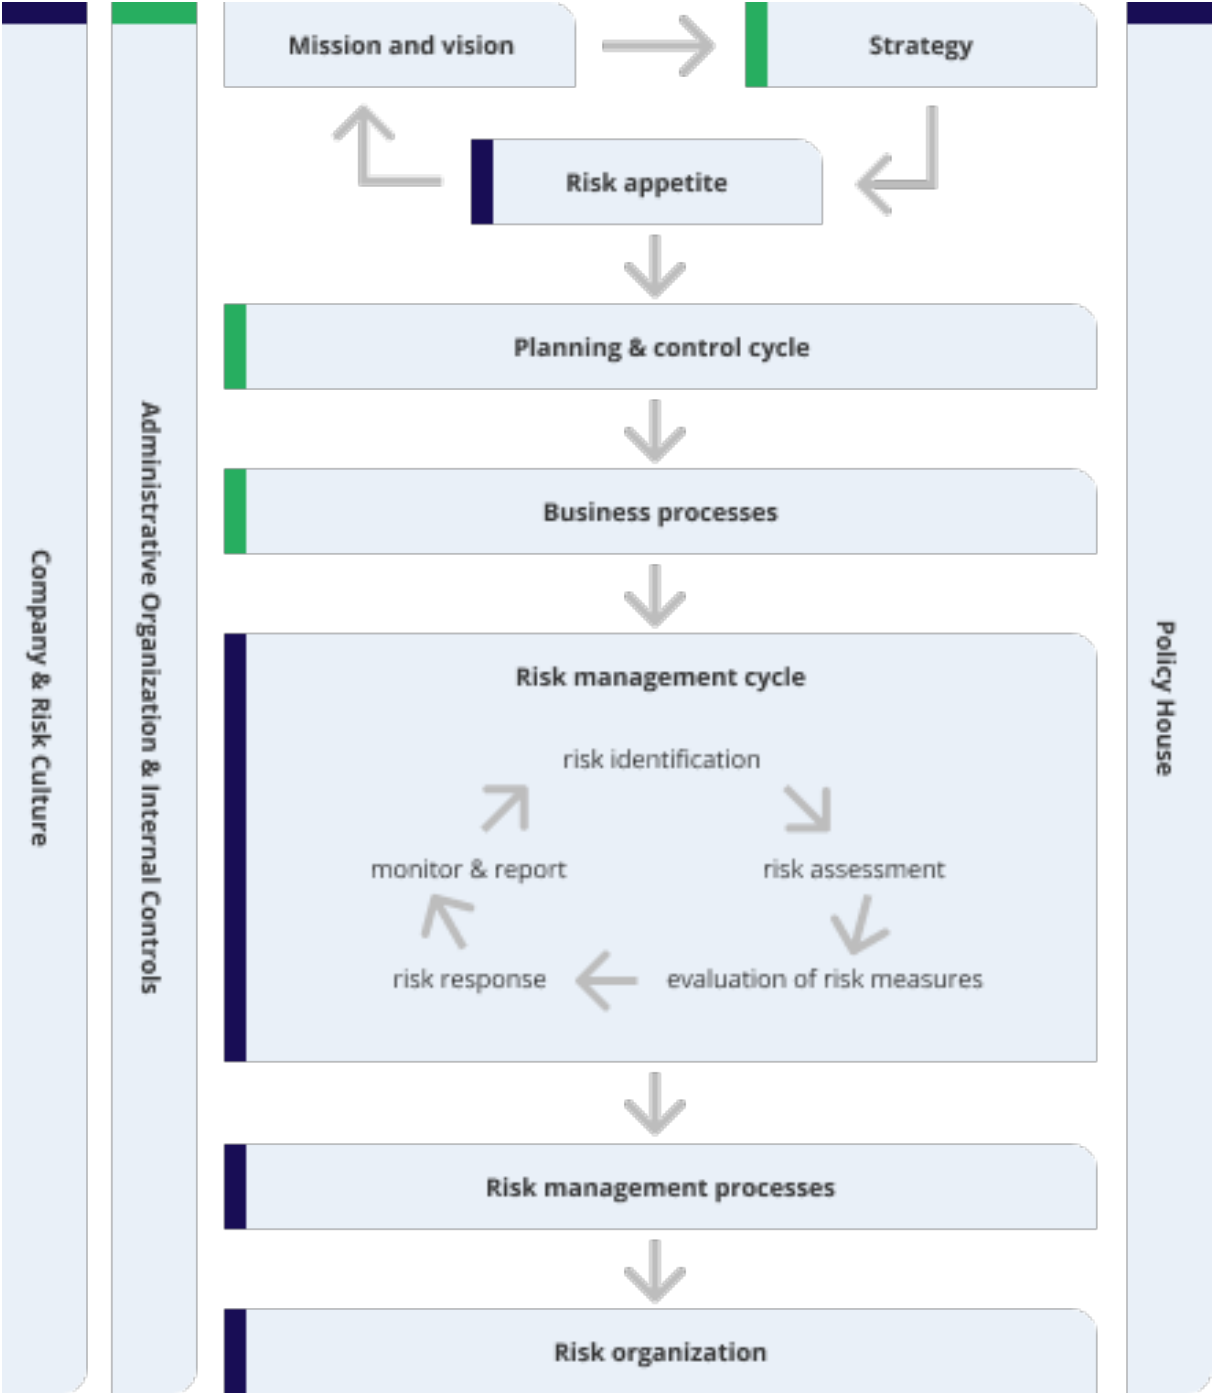 Mission and vision
Strategy
Risk appetite
Planning & control cycle
Business processes
Risk management cycle
risk identification
monitor & report
risk assessment
risk response
evaluation of risk measures
Risk management processes
Risk organization
Company & Risk Culture
Administrative Organization & Internal Controls
Policy House